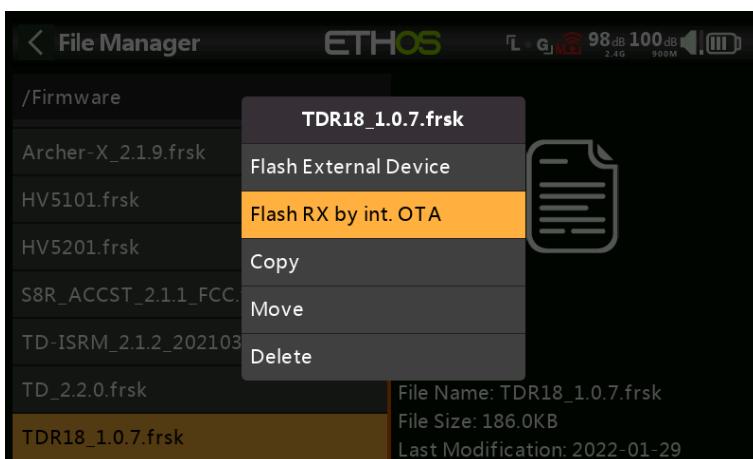 File Manager
ETHOS
L G 98dB 2.4G 100dB 900M
/Firmware
TDR18_1.0.7.frsk
Archer-X_2.1.9.frsk
Flash External Device
HV5101.frsk
Flash RX by int. OTA
HV5201.frsk
Copy
S8R_ACCST_2.1.1_FCC.
Move
TD-ISRM_2.1.2_202103
Delete
TD_2.2.0.frsk
TDR18_1.0.7.frsk
File Name: TDR18_1.0.7.frsk
File Size: 186.0KB
Last Modification: 2022-01-29